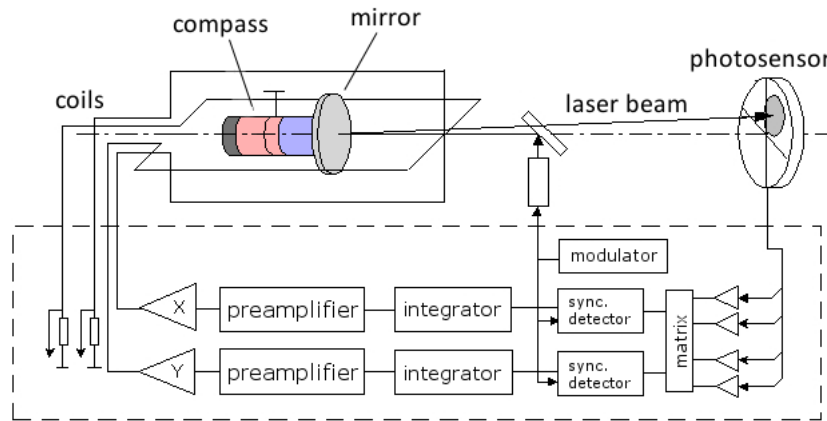 compass
mirror
photosensor
coils
laser beam
modulator
X
preamplifier
integrator
sync.
detector
matrix
Y
preamplifier
integrator
sync.
detector